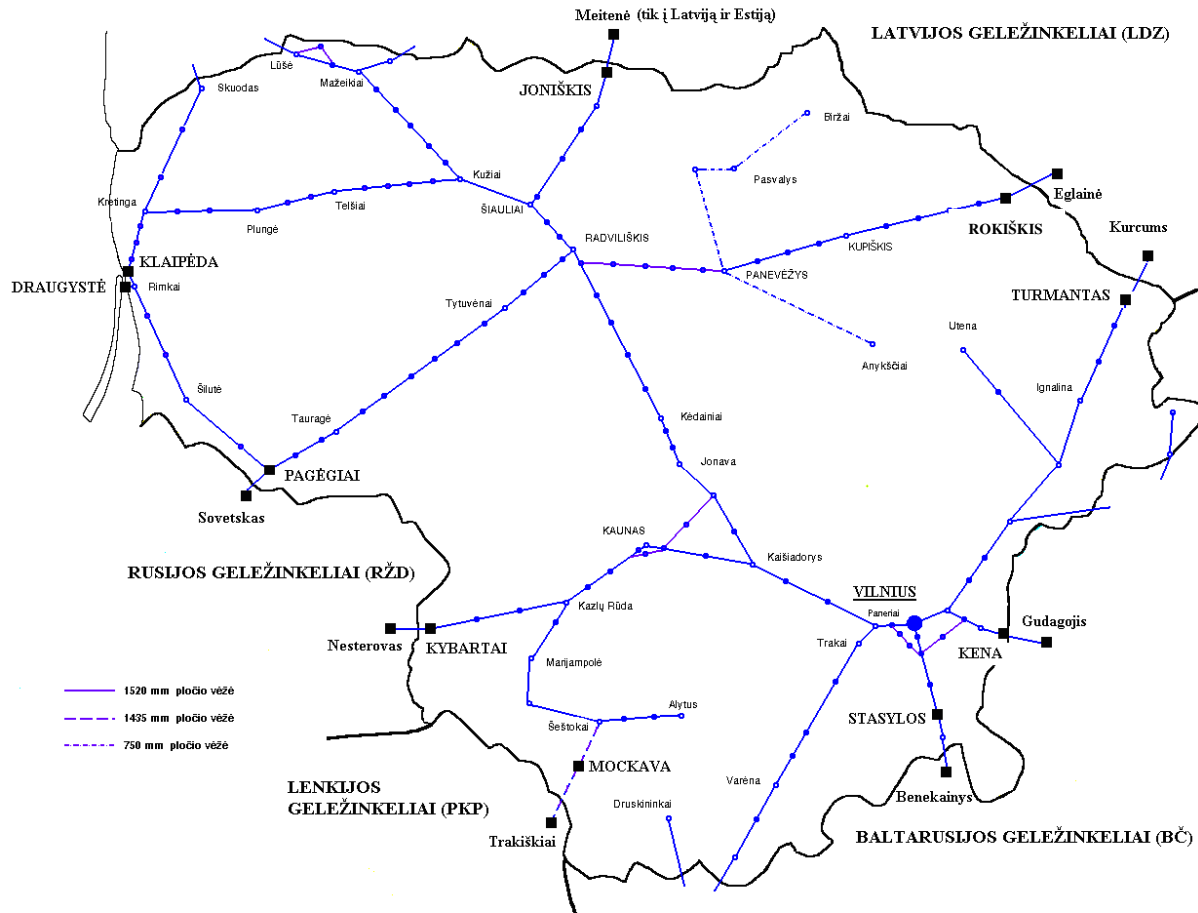 Meitenė (tik į Latviją ir Estiją)
LATVIJOS GELEŽINKELIAI (LDZ)
Lūšė
Mažeikiai
Skuodas
JONIŠKIS
Biržai
Pasvalys
Kužiai
Eglainė
Kretinga
Telšiai
ŠIAULIAI
Plungė
ROKIŠKIS
Kurcums
RADVILIŠKIS
KUPIŠKIS
KLAIPĖDA
PANEVĖŽYS
DRAUGYSTĖ
Rimkai
TURMANTAS
Tytuvėnai
Utena
Anykščiai
Šilutė
Ignalina
Tauragė
Kėdainiai
Jonava
PAGĖGIAI
Sovetskas
KAUNAS
Kaišiadorys
RUSIJOS GELEŽINKELIAI (RŽD)
VILNIUS
Kazlų Rūda
Paneriai
Gudagojis
Nesterovas
KYBARTAI
Trakai
KENA
Marijampolė
1520 mm pločio vėžė
1435 mm pločio vėžė
750 mm pločio vėžė
Alytus
Šeštokai
STASYLOS
MOCKAVA
LENKIJOS
GELEŽINKELIAI (PKP)
Varėna
Benekainys
Druskininkai
Trakiškiai
BALTARUSIJOS GELEŽINKELIAI (BČ)